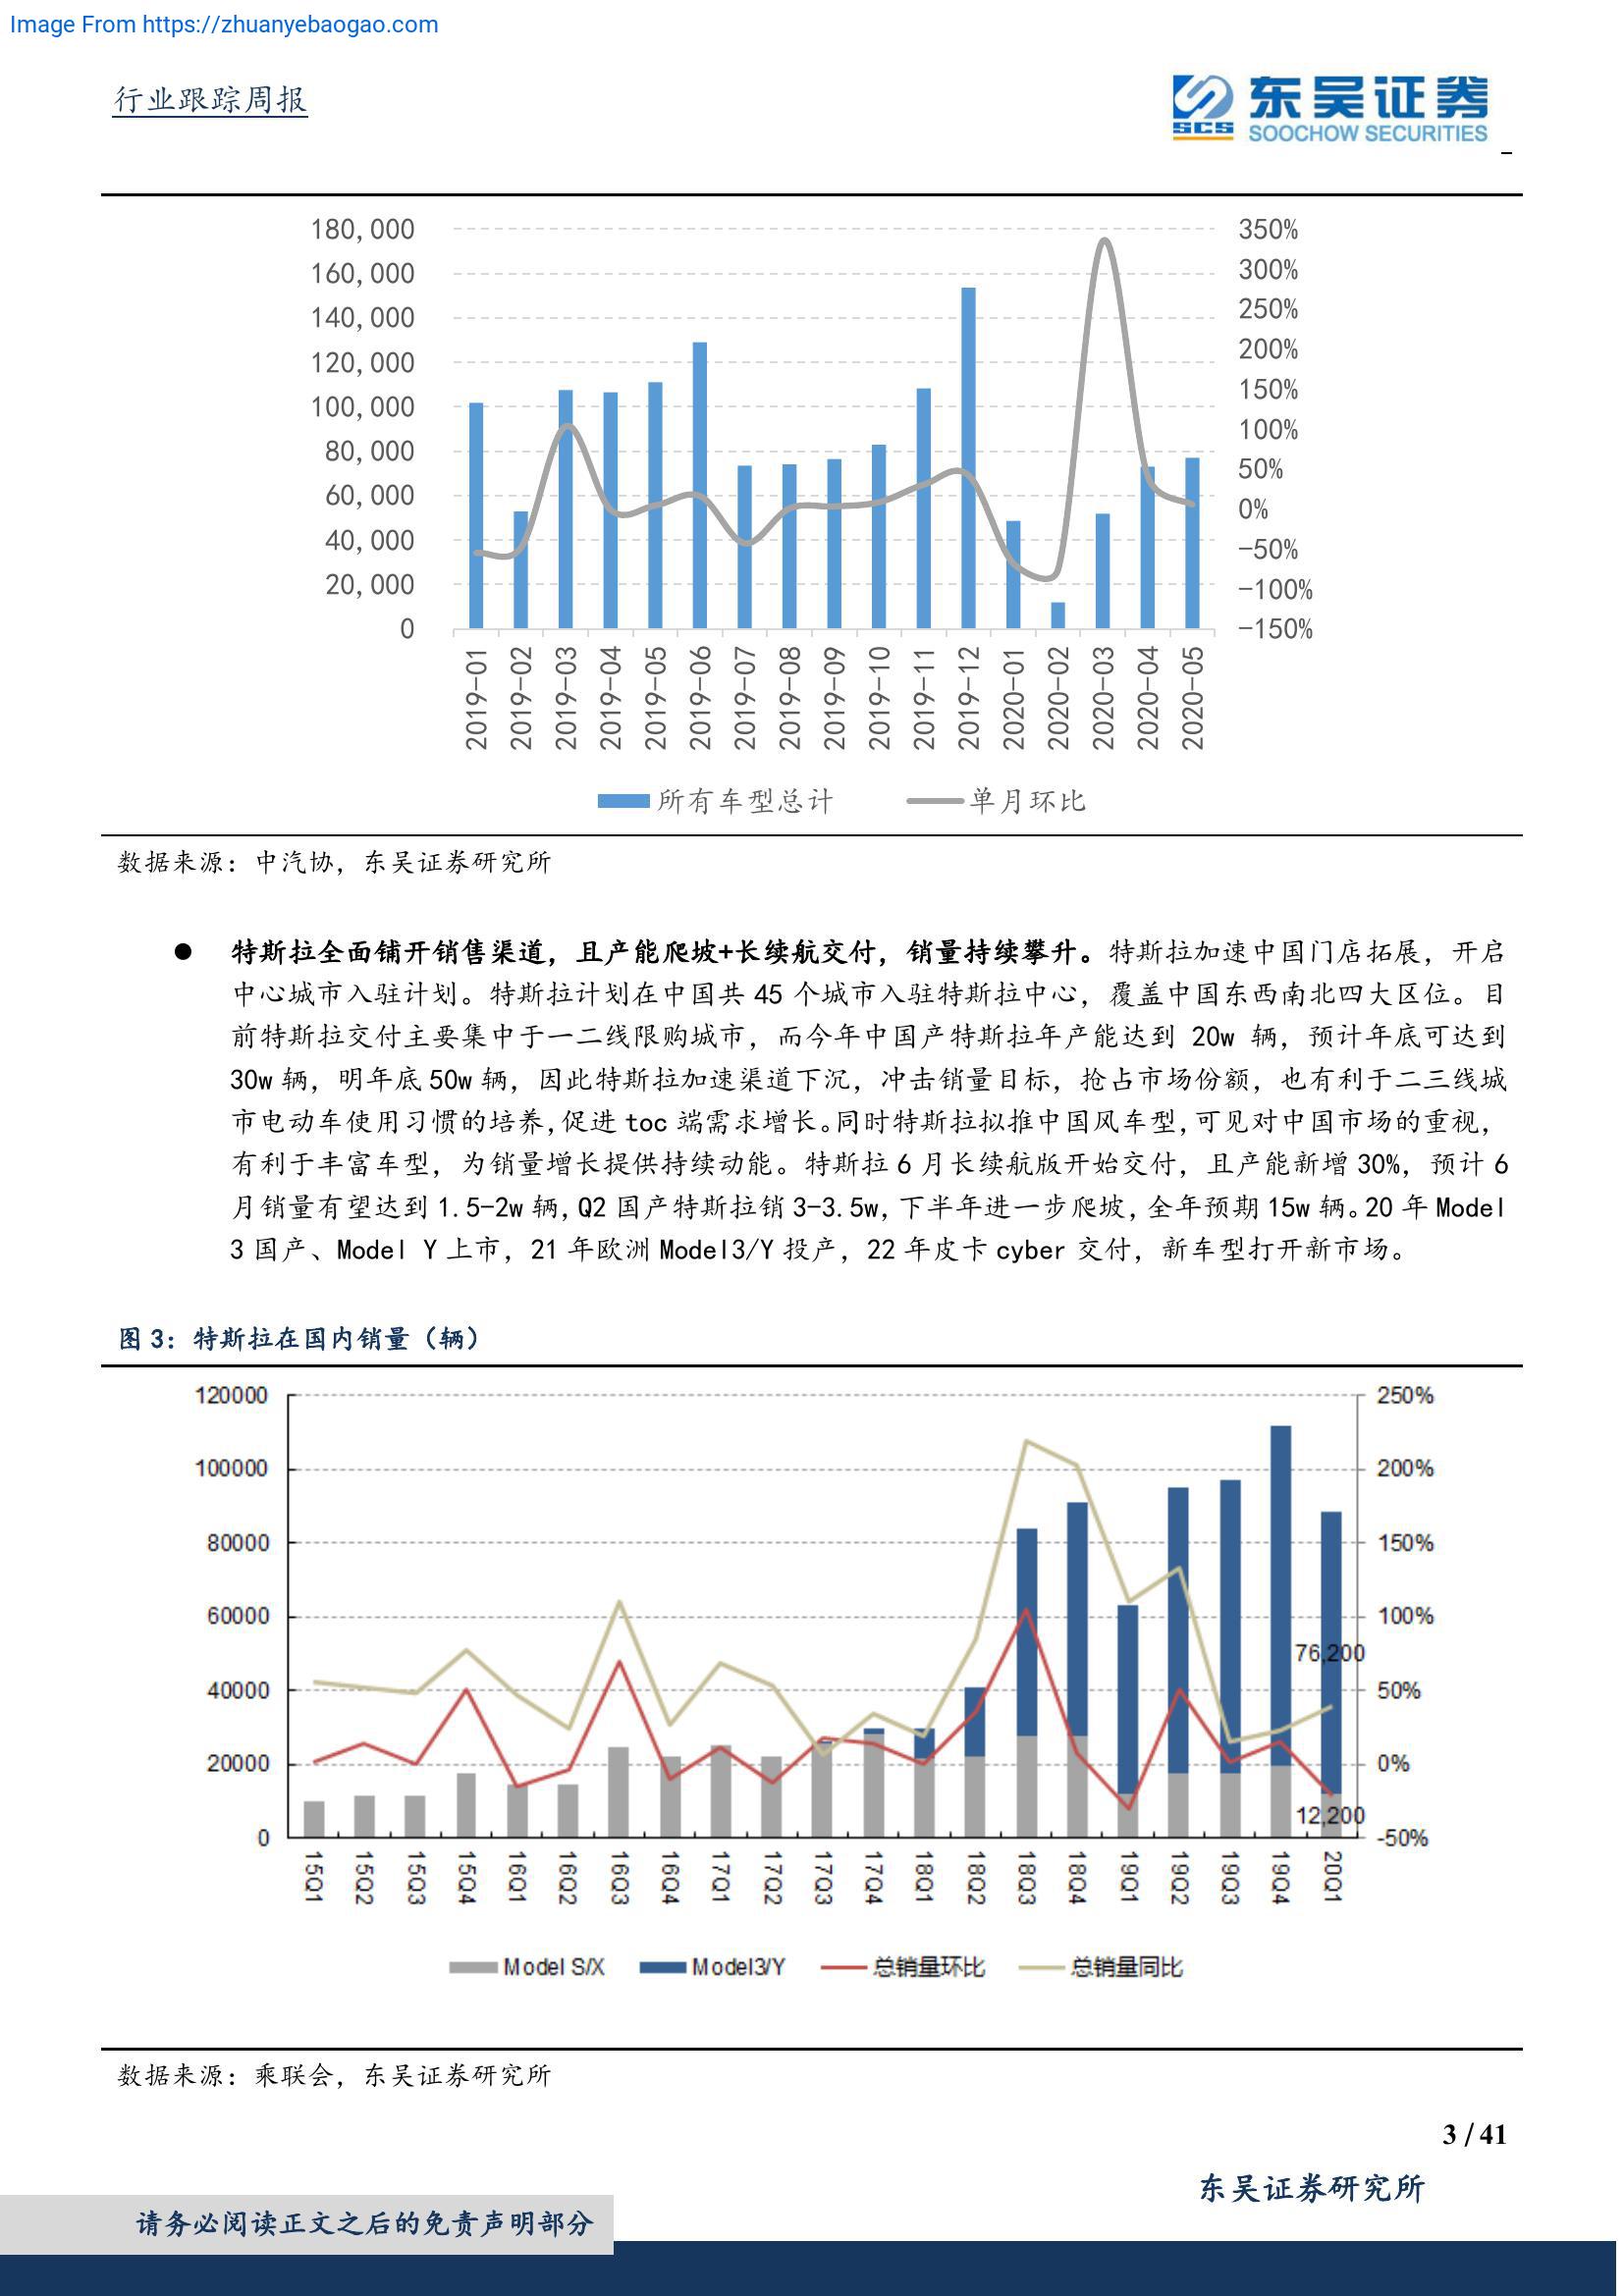 Image From https://zhuanyebaogao.com
行业跟踪周报
东吴证券
SCS
SOOCHOW SECURITIES
180,000
160,000
140,000
120,000
100,000
80,000
60,000
40,000
20,000
0
350%
300%
250%
200%
150%
100%
50%
0%
-50%
-100%
-150%
2019-01
2019-02
2019-03
2019-04
2019-05
2019-06
2019-07
2019-08
2019-09
2019-10
2019-11
2019-12
2020-01
2020-02
2020-03
2020-04
2020-05
所有车型总计
单月环比
数据来源：中汽协，东吴证券研究所
● 特斯拉全面铺开销售渠道，且产能爬坡+长续航交付，销量持续攀升。特斯拉加速中国门店拓展，开启
中心城市入驻计划。特斯拉计划在中国共 45 个城市入驻特斯拉中心，覆盖中国东西南北四大区位。目
前特斯拉交付主要集中于一二线限购城市，而今年中国产特斯拉年产能达到 20w 辆，预计年底可达到
30w 辆，明年底 50w 辆，因此特斯拉加速渠道下沉，冲击销量目标，抢占市场份额，也有利于二三线城
市电动车使用习惯的培养，促进 toc 端需求增长。同时特斯拉拟推中国风车型，可见对中国市场的重视，
有利于丰富车型，为销量增长提供持续动能。特斯拉 6 月长续航版开始交付，且产能新增 30%，预计 6
月销量有望达到 1.5-2w 辆，Q2 国产特斯拉销 3-3.5w，下半年进一步爬坡，全年预期 15w 辆。20 年 Model
3 国产、Model Y 上市，21 年欧洲 Model3/Y 投产，22 年皮卡 cyber 交付，新车型打开新市场。
图 3：特斯拉在国内销量（辆）
120000
100000
80000
60000
40000
20000
0
250%
200%
150%
100%
50%
0%
-50%
76,200
12,200
15Q1
15Q2
15Q3
15Q4
16Q1
16Q2
16Q3
16Q4
17Q1
17Q2
17Q3
17Q4
18Q1
18Q2
18Q3
18Q4
19Q1
19Q2
19Q3
19Q4
20Q1
Model S/X
Model3/Y
总销量环比
总销量同比
数据来源：乘联会，东吴证券研究所
3 / 41
东吴证券研究所
请务必阅读正文之后的免责声明部分